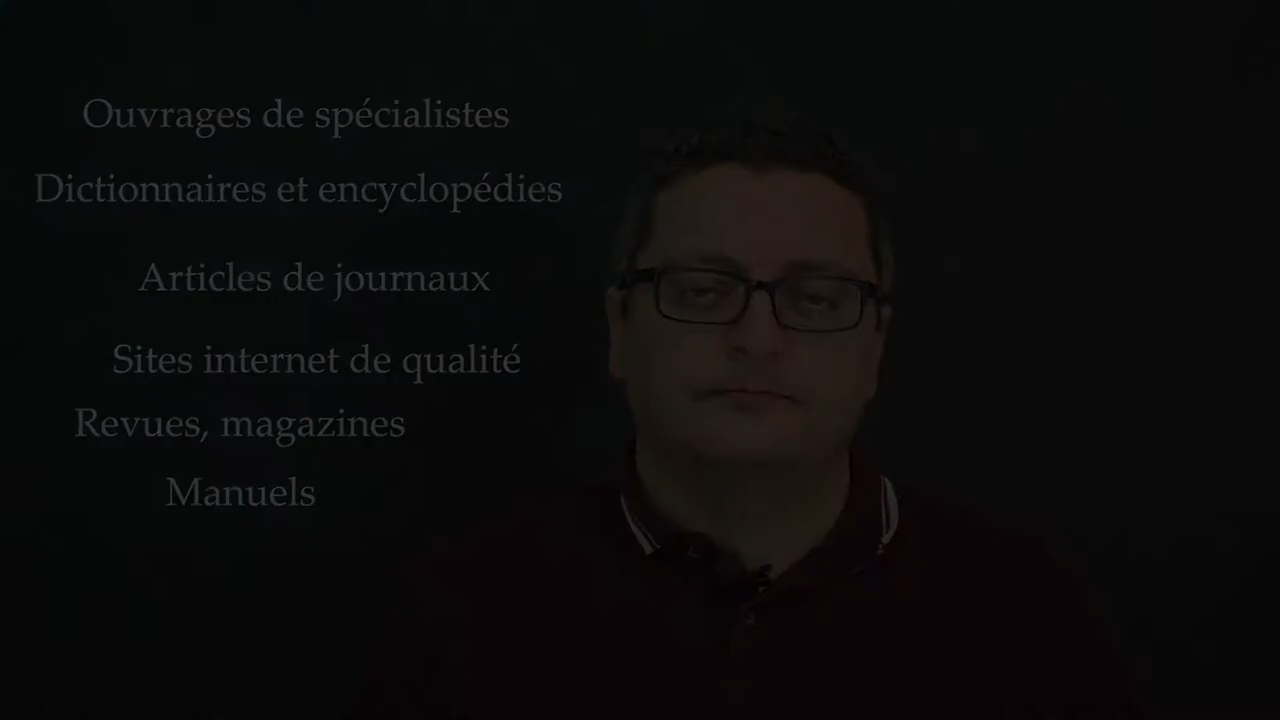 Ouvrages de spécialistes
Dictionnaires et encyclopédies
Articles de journaux
Sites internet de qualité
Revues, magazines
Manuels